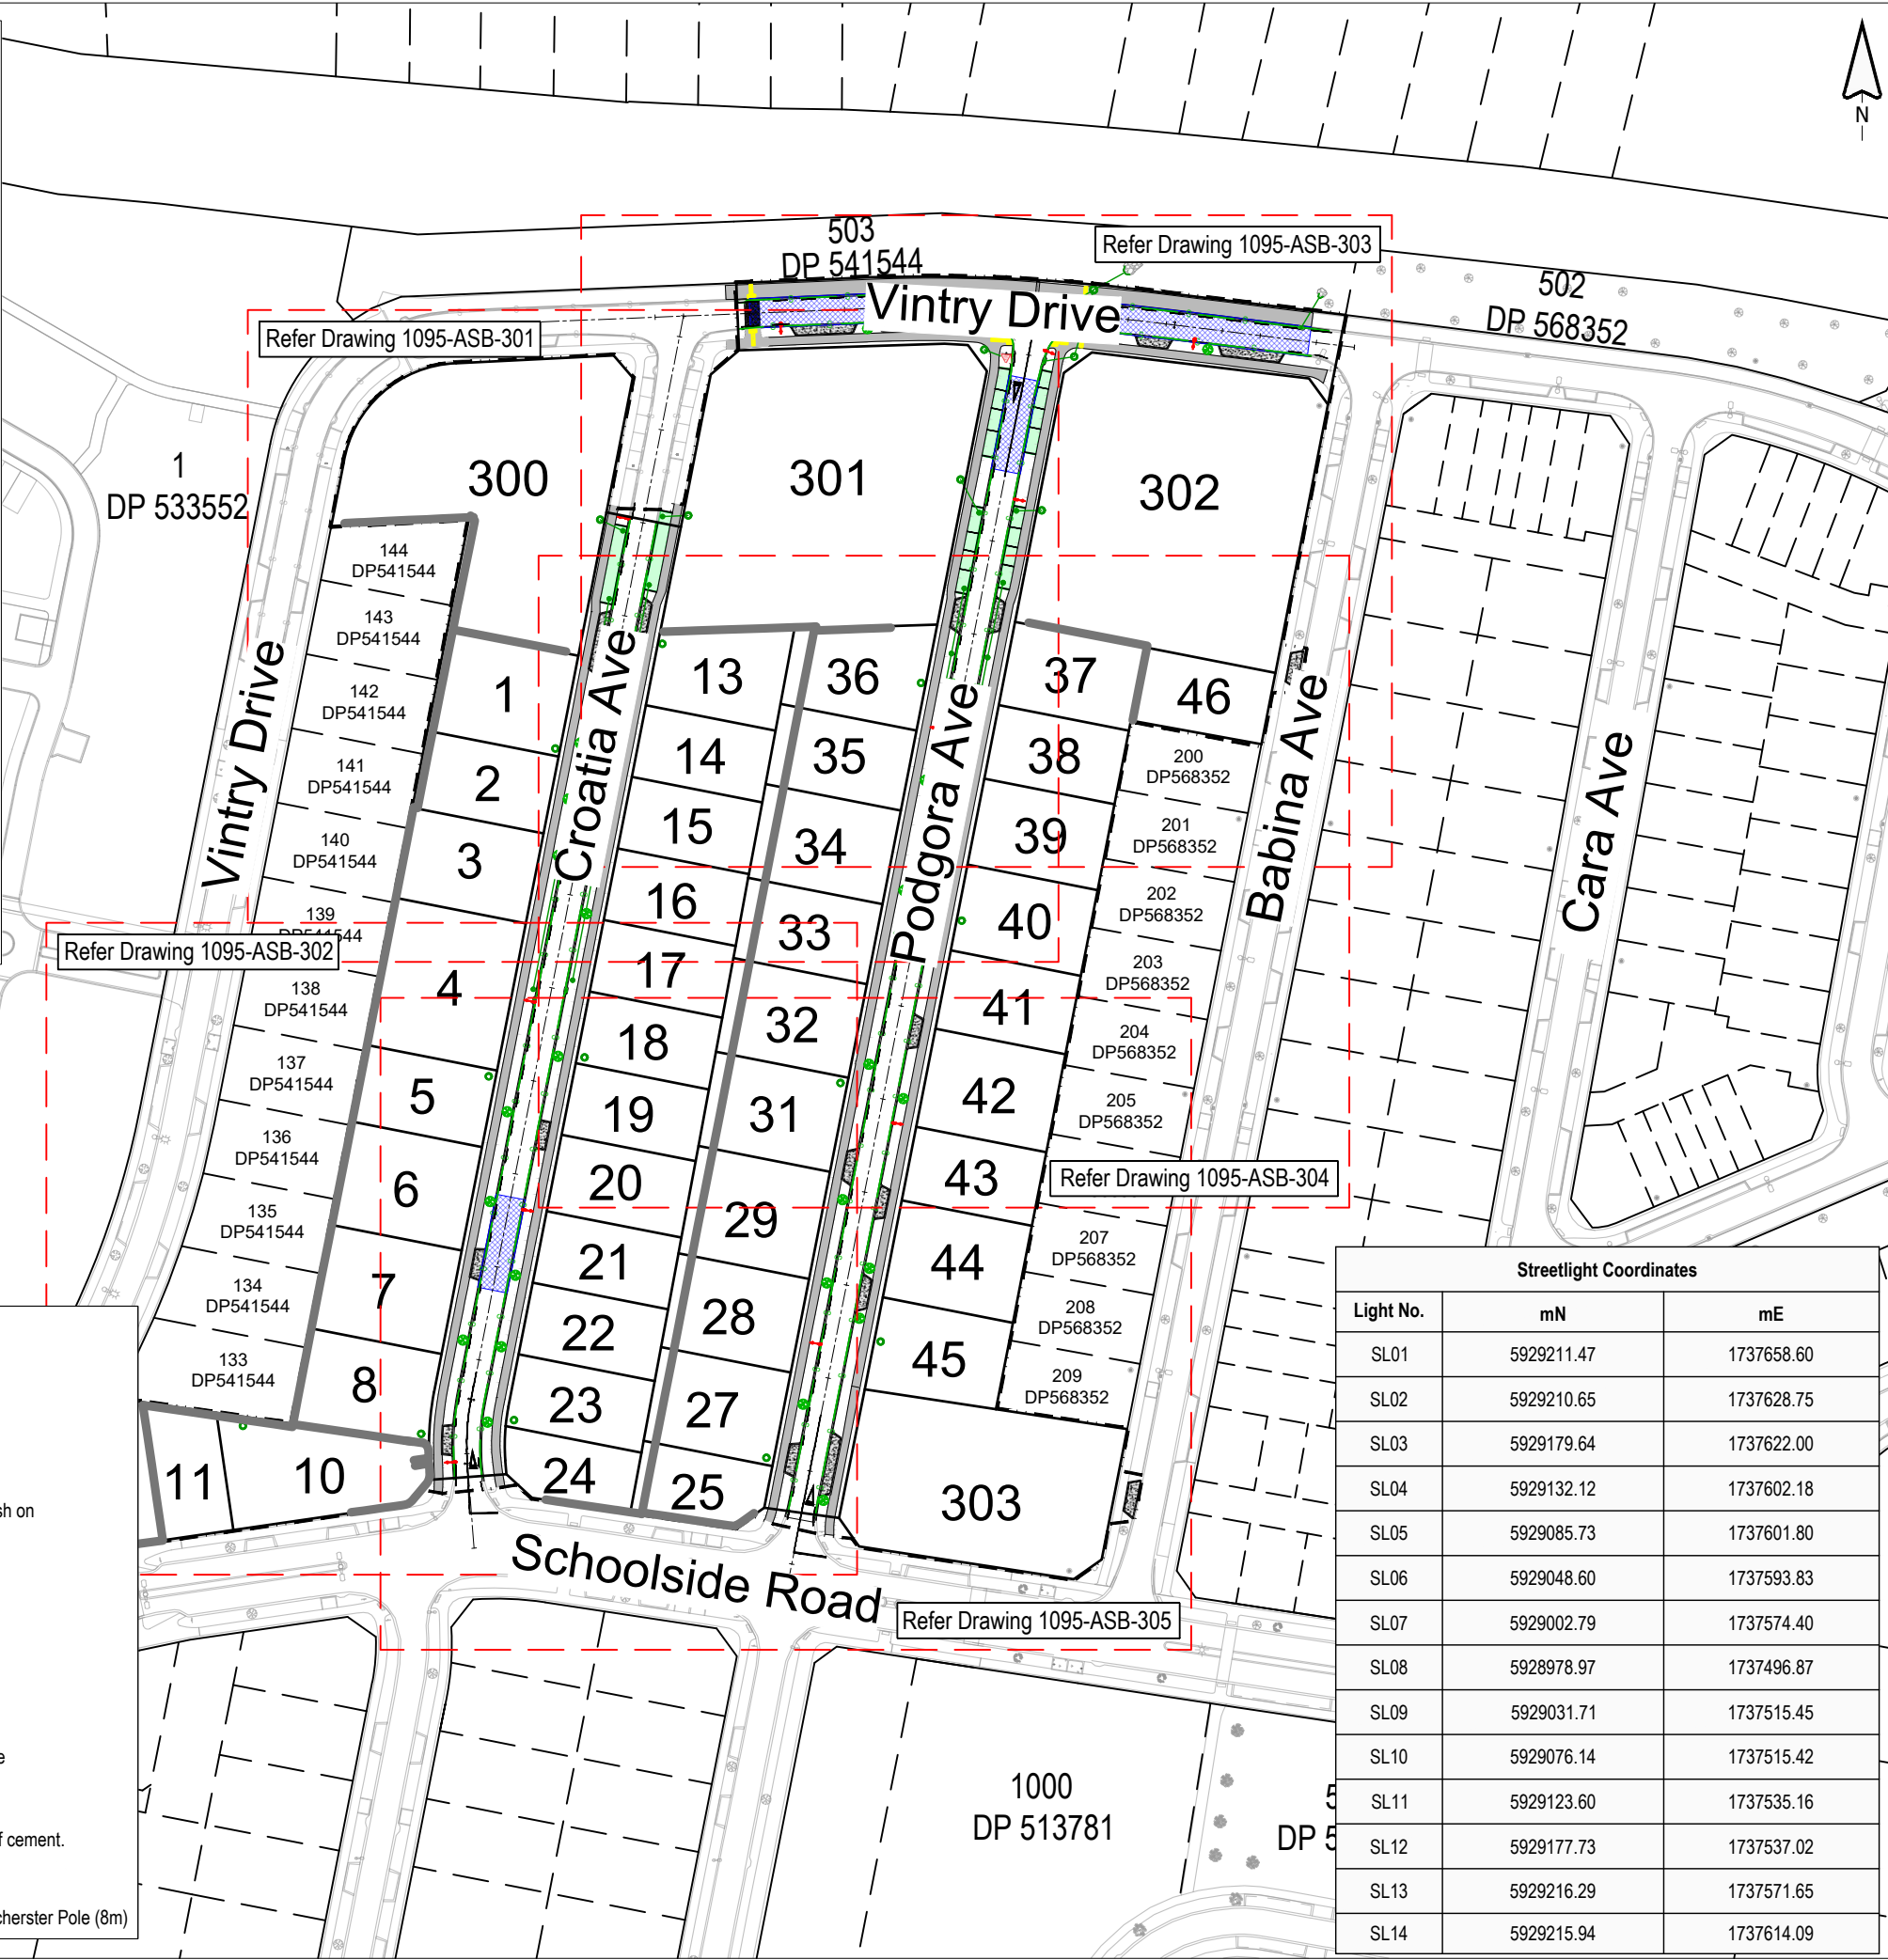 N
503
DP 541544
Refer Drawing 1095-ASB-303
502
DP 568352
Vintry Drive
Refer Drawing 1095-ASB-301
1
DP 533552
300
301
302
144
DP541544
143
DP541544
142
DP541544
141
DP541544
140
DP541544
139
DP541544
138
DP541544
137
DP541544
136
DP541544
135
DP541544
134
DP541544
133
DP541544
Vintry Drive
Refer Drawing 1095-ASB-302
1
2
3
4
5
6
7
8
10
11
Croatia Ave
13
14
15
16
17
18
19
20
21
22
23
24
36
35
34
33
32
31
29
28
27
25
Podgora Ave
37
38
39
40
41
42
43
44
45
46
303
200
DP568352
201
DP568352
202
DP568352
203
DP568352
204
DP568352
205
DP568352
207
DP568352
208
DP568352
209
DP568352
Babina Ave
Cara Ave
Refer Drawing 1095-ASB-304
Schoolside Road
Refer Drawing 1095-ASB-305
1000
DP 513781
DP 5
sh on
e
f cement.
cherster Pole (8m)
Streetlight Coordinates
Light No. mN mE
SL01 5929211.47 1737658.60
SL02 5929210.65 1737628.75
SL03 5929179.64 1737622.00
SL04 5929132.12 1737602.18
SL05 5929085.73 1737601.80
SL06 5929048.60 1737593.83
SL07 5929002.79 1737574.40
SL08 5928978.97 1737496.87
SL09 5929031.71 1737515.45
SL10 5929076.14 1737515.42
SL11 5929123.60 1737535.16
SL12 5929177.73 1737537.02
SL13 5929216.29 1737571.65
SL14 5929215.94 1737614.09